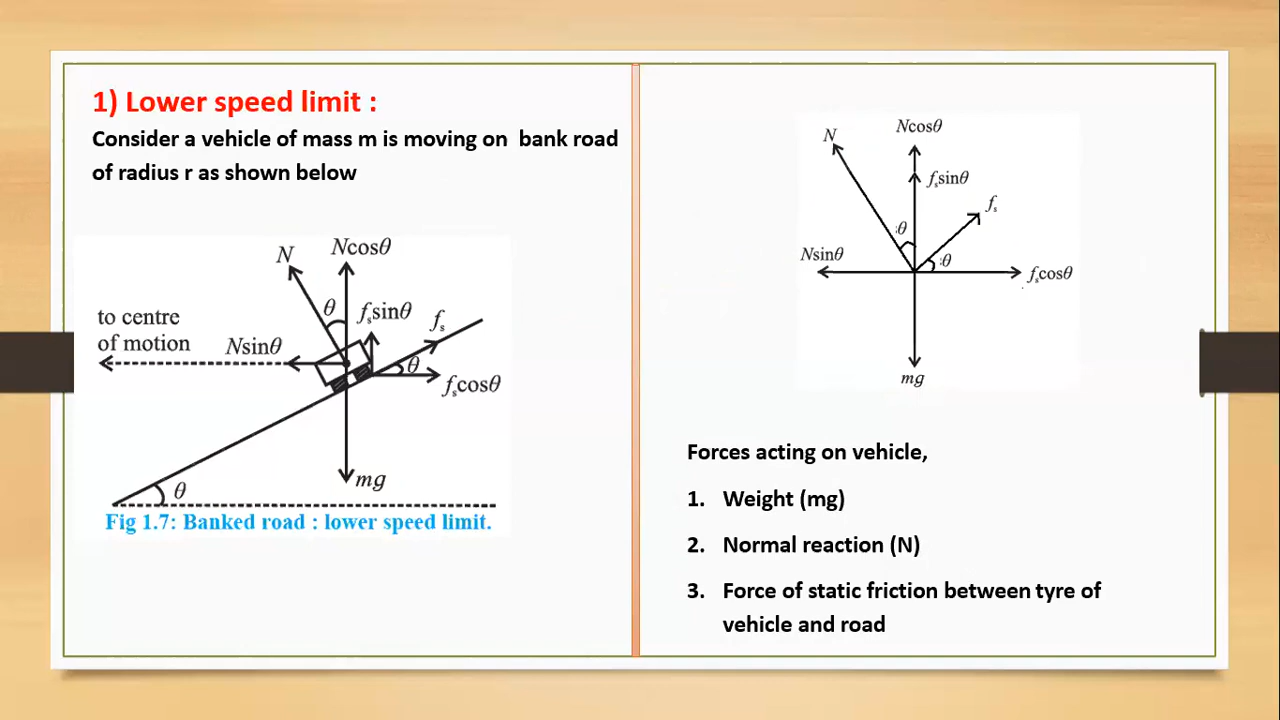 1) Lower speed limit :
Consider a vehicle of mass m is moving on bank road
of radius r as shown below
N
Ncosθ
θ
fₛsinθ
fₛ
to centre
of motion
Nsinθ
θ
fₛcosθ
mg
θ
Fig 1.7: Banked road : lower speed limit.
Ncosθ
N
fₛsinθ
fₛ
:θ
:θ
Nsinθ
fₛcosθ
mg
Forces acting on vehicle,
1. Weight (mg)
2. Normal reaction (N)
3. Force of static friction between tyre of
vehicle and road